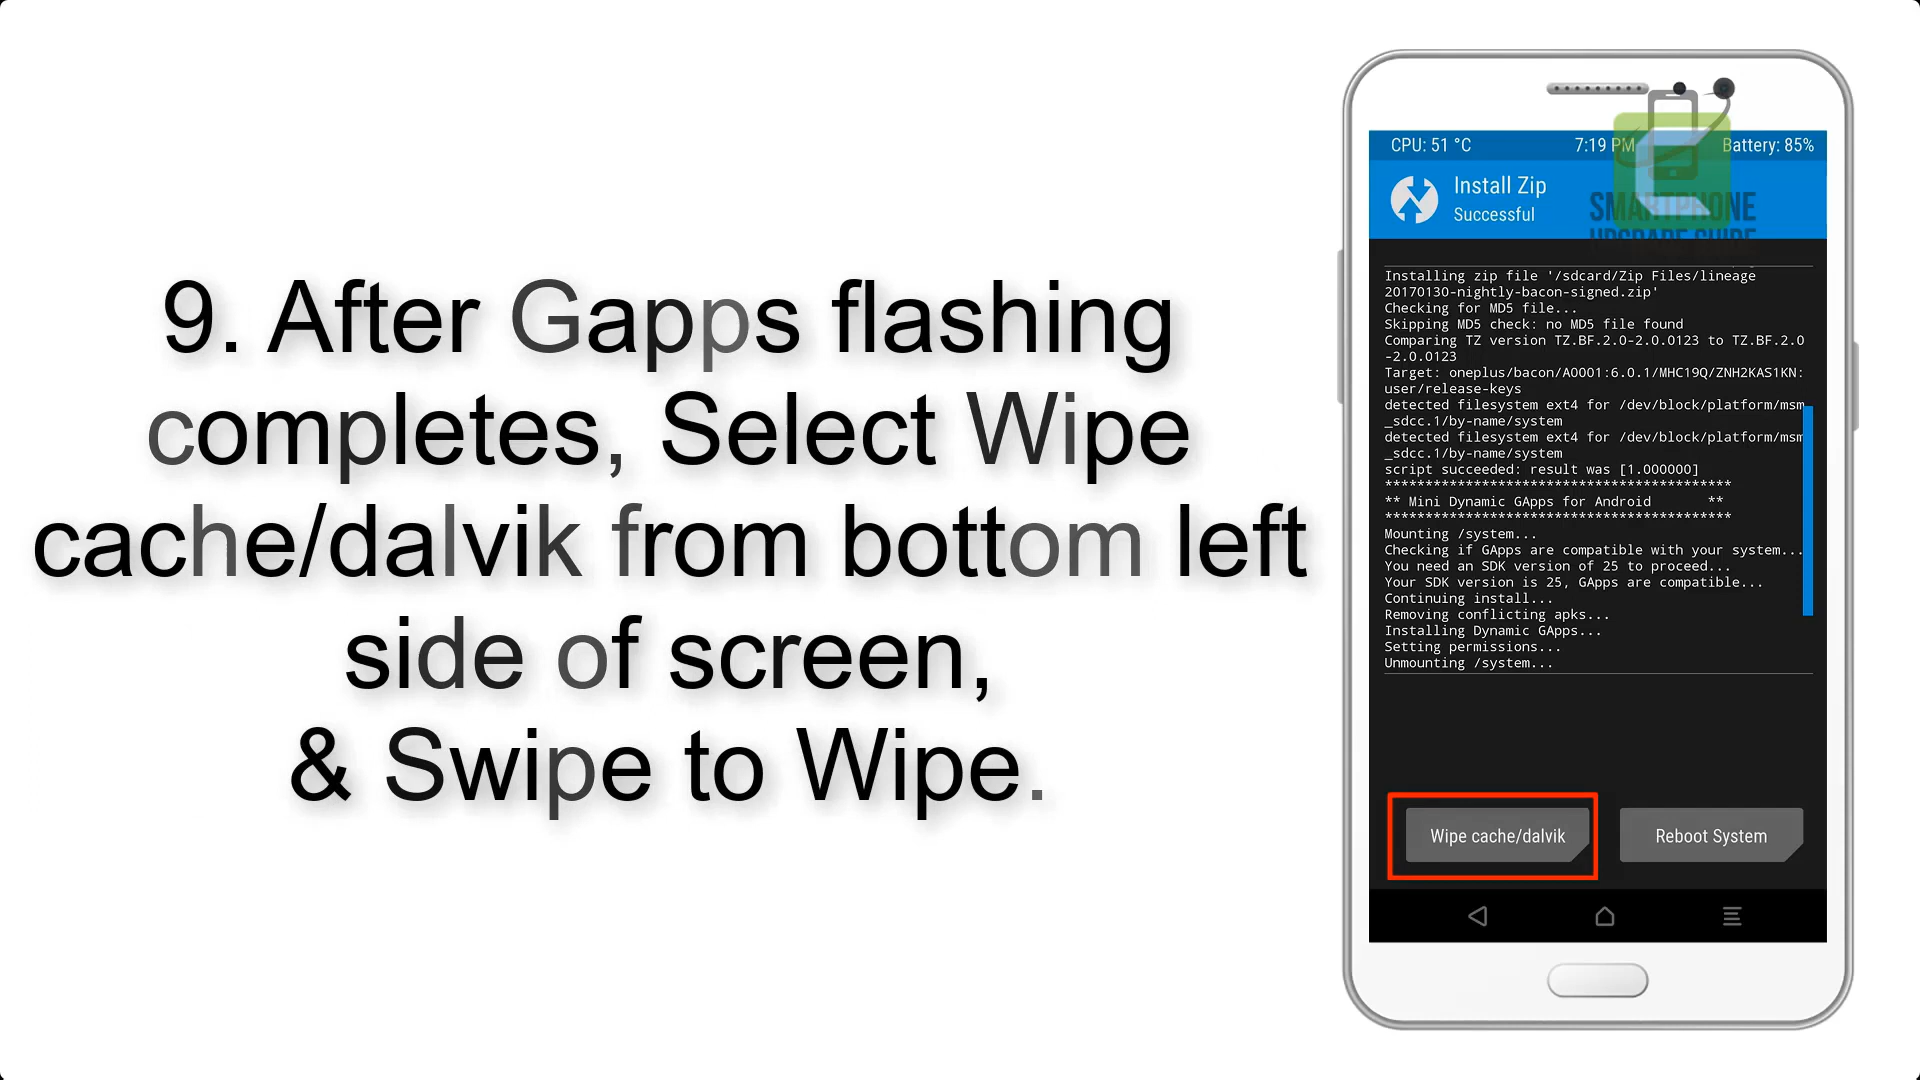 9. After Gapps flashing
completes, Select Wipe
cache/dalvik from bottom left
side of screen,
& Swipe to Wipe.
CPU: 51 °C 7:19 PM Battery: 85%
Install Zip
Successful
SMARTPHONE
UPGRADE GUIDE
Installing zip file '/sdcard/Zip Files/lineage
20170130-nightly-bacon-signed.zip'
Checking for MD5 file...
Skipping MD5 check: no MD5 file found
Comparing TZ version TZ.BF.2.0-2.0.0123 to TZ.BF.2.0
-2.0.0123
Target: oneplus/bacon/A0001:6.0.1/MHC19Q/ZNH2KAS1KN:
user/release-keys
detected filesystem ext4 for /dev/block/platform/msm
_sdcc.1/by-name/system
detected filesystem ext4 for /dev/block/platform/msm
_sdcc.1/by-name/system
script succeeded: result was [1.000000]
******************************************
** Mini Dynamic GApps for Android **
******************************************
Mounting /system...
Checking if GApps are compatible with your system...
You need an SDK version of 25 to proceed...
Your SDK version is 25, GApps are compatible...
Continuing install...
Removing conflicting apks...
Installing Dynamic GApps...
Setting permissions...
Unmounting /system...
Wipe cache/dalvik
Reboot System